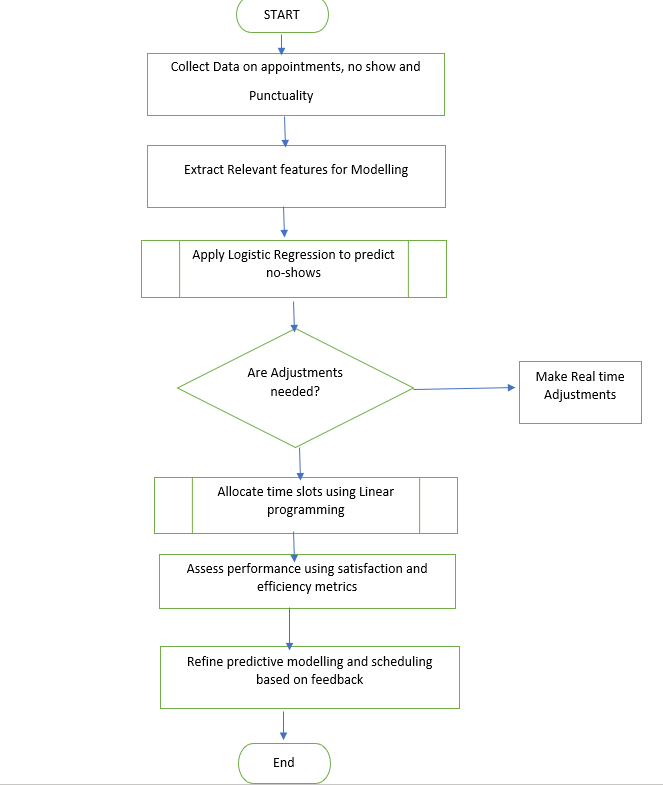 START
Collect Data on appointments, no show and
Punctuality
Extract Relevant features for Modelling
Apply Logistic Regression to predict
no-shows
Are Adjustments
needed?
Make Real time
Adjustments
Allocate time slots using Linear
programming
Assess performance using satisfaction and
efficiency metrics
Refine predictive modelling and scheduling
based on feedback
End